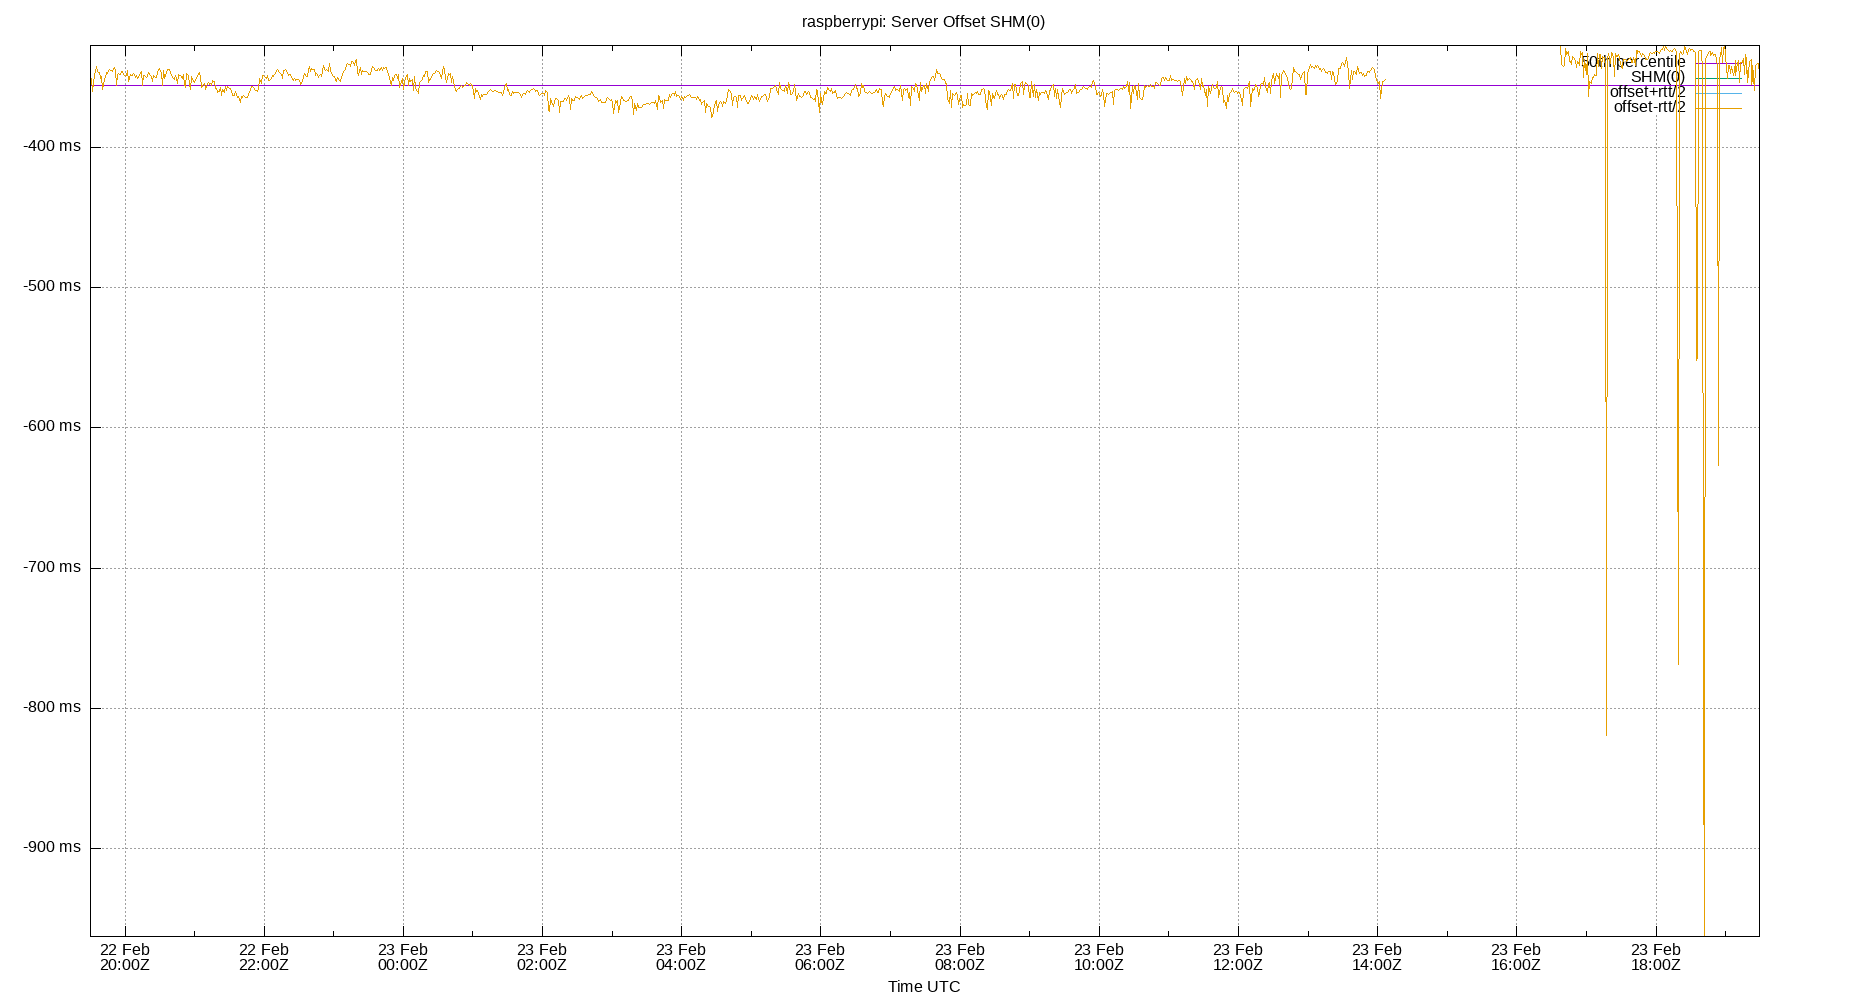 raspberrypi: Server Offset SHM(0)
50th percentile
SHM(0)
offset+rtt/2
offset-rtt/2
-400 ms
-500 ms
-600 ms
-700 ms
-800 ms
-900 ms
22 Feb 22 Feb 23 Feb 23 Feb 23 Feb 23 Feb 23 Feb 23 Feb 23 Feb 23 Feb 23 Feb 23 Feb
20:00Z 22:00Z 00:00Z 02:00Z 04:00Z 06:00Z 08:00Z 10:00Z 12:00Z 14:00Z 16:00Z 18:00Z
Time UTC